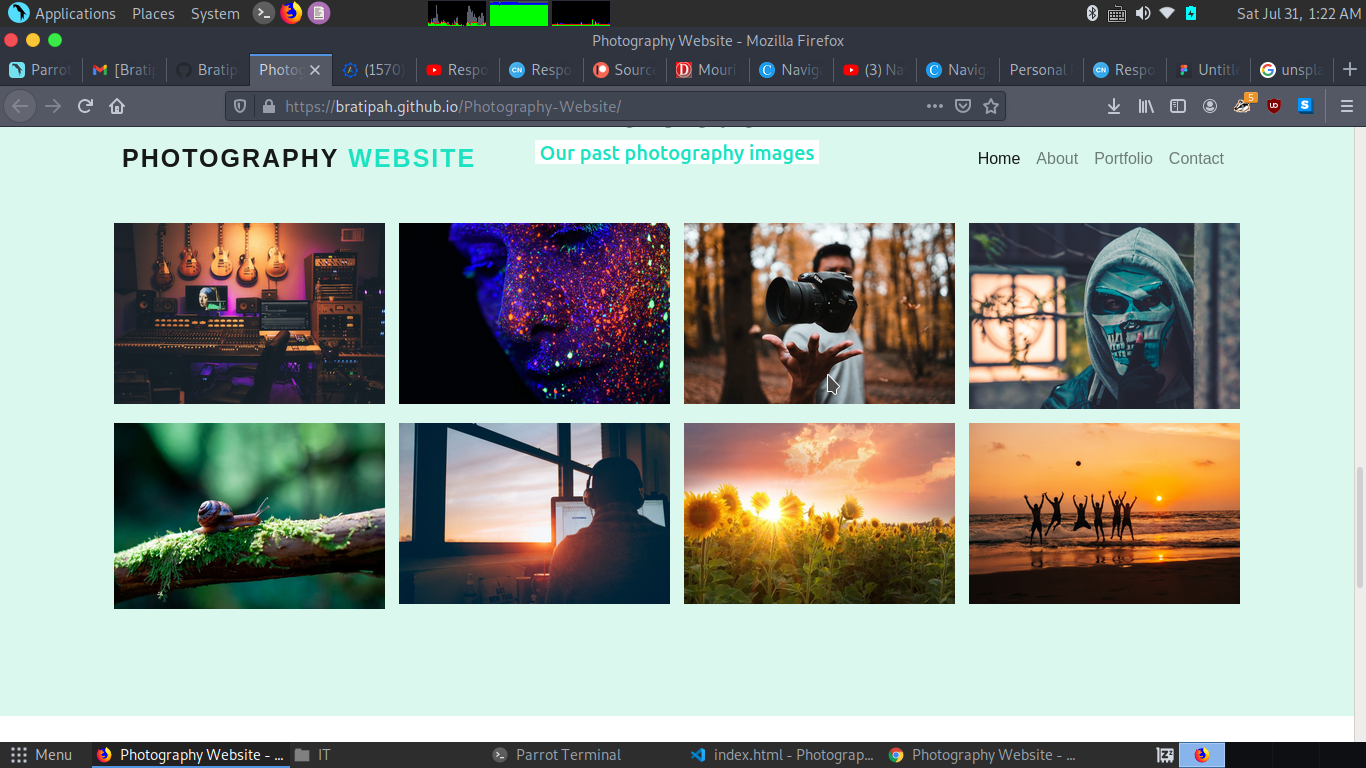 Applications Places System Sat Jul 31, 1:22 AM
Photography Website - Mozilla Firefox
Parrot [Bratip Bratip Photog (1570) Respo Respo Source Mouri Navig (3) Na Navig Personal Respo Untitle unspla
https://bratipah.github.io/Photography-Website/ 5
PHOTOGRAPHY WEBSITE
Our past photography images
Home About Portfolio Contact
Menu Photography Website - ... IT Parrot Terminal index.html - Photograp... Photography Website - ...